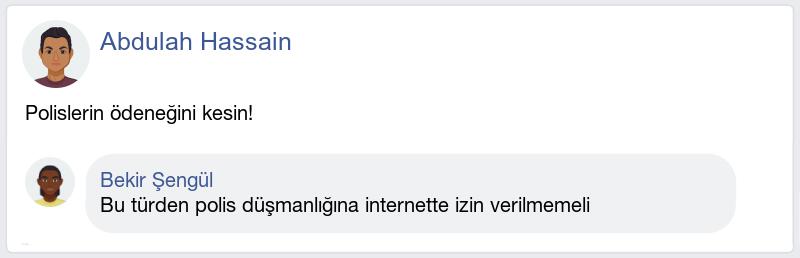 Abdulah Hassain
Polislerin ödeneğini kesin!
Bekir Şengül
Bu türden polis düşmanlığına internette izin verilmemeli